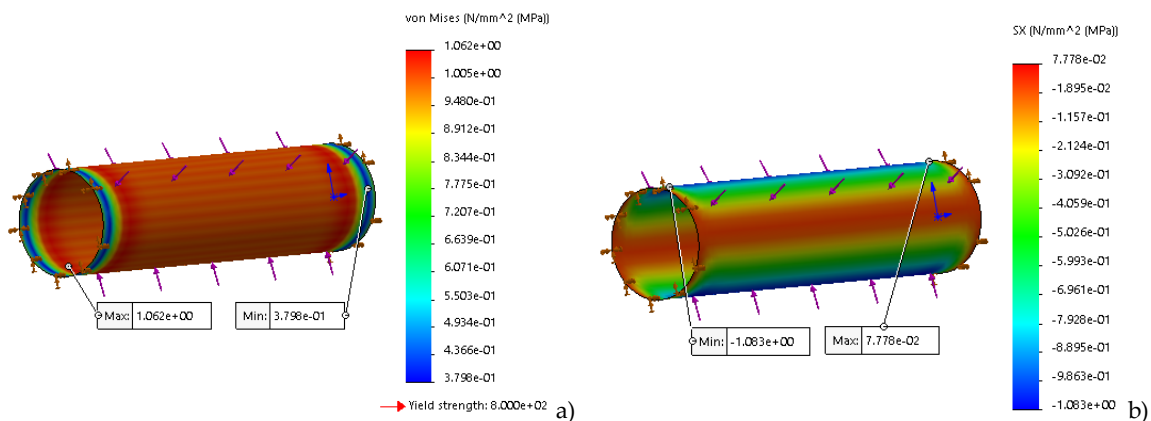 von Mises (N/mm^2 (MPa))
1.062e+00
1.005e+00
9.480e-01
8.912e-01
8.344e-01
7.775e-01
7.207e-01
6.639e-01
6.071e-01
5.503e-01
4.934e-01
4.366e-01
3.798e-01
Yield strength: 8.000e+02
Max: 1.062e+00
Min: 3.798e-01
a)
SX (N/mm^2 (MPa))
7.778e-02
-1.895e-02
-1.157e-01
-2.124e-01
-3.092e-01
-4.059e-01
-5.026e-01
-5.993e-01
-6.961e-01
-7.928e-01
-8.895e-01
-9.863e-01
-1.083e+00
Min: -1.083e+00
Max: 7.778e-02
b)